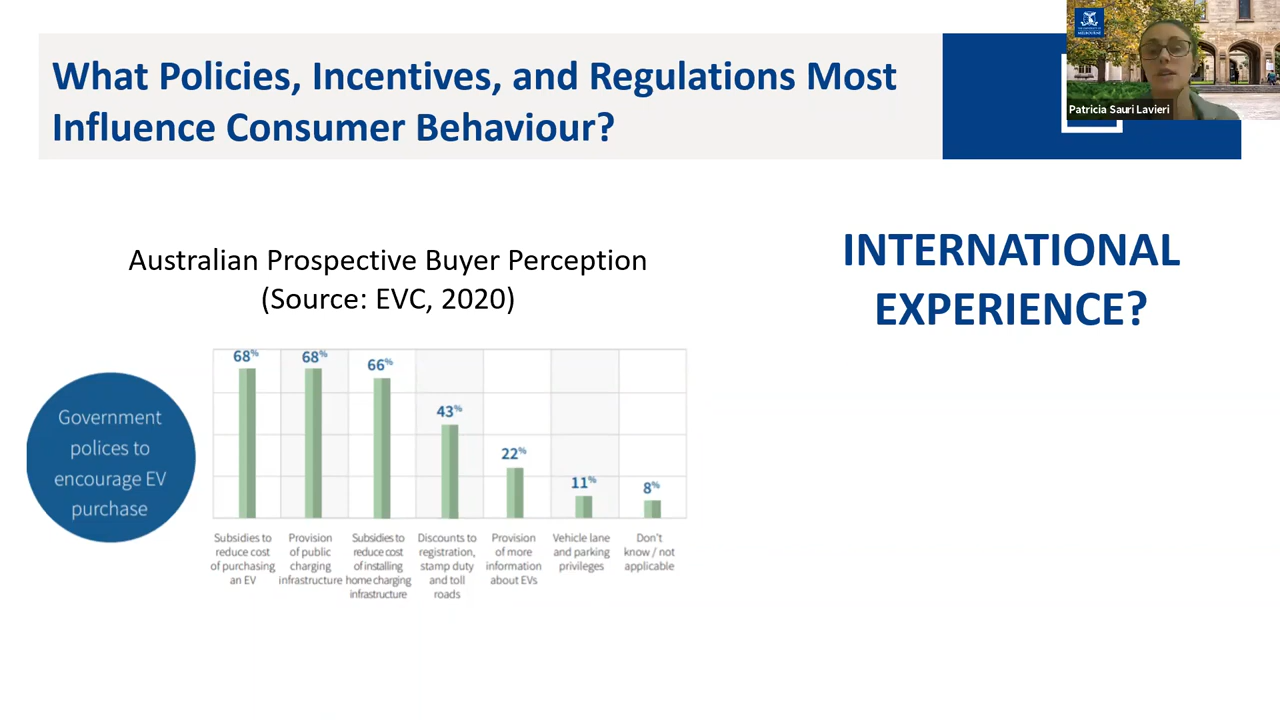 What Policies, Incentives, and Regulations Most
Influence Consumer Behaviour?
MELBOURNE
Patricia Sauri Lavieri
Australian Prospective Buyer Perception
(Source: EVC, 2020)
INTERNATIONAL
EXPERIENCE?
Government
polices to
encourage EV
purchase
68%
68%
66%
43%
22%
11%
8%
Subsidies to
reduce cost
of purchasing
an EV
Provision
of public
charging
infrastructure
Subsidies to
reduce cost
of installing
home charging
infrastructure
Discounts to
registration,
stamp duty
and toll
roads
Provision
of more
information
about EVs
Vehicle lane
and parking
privileges
Don't
know / not
applicable